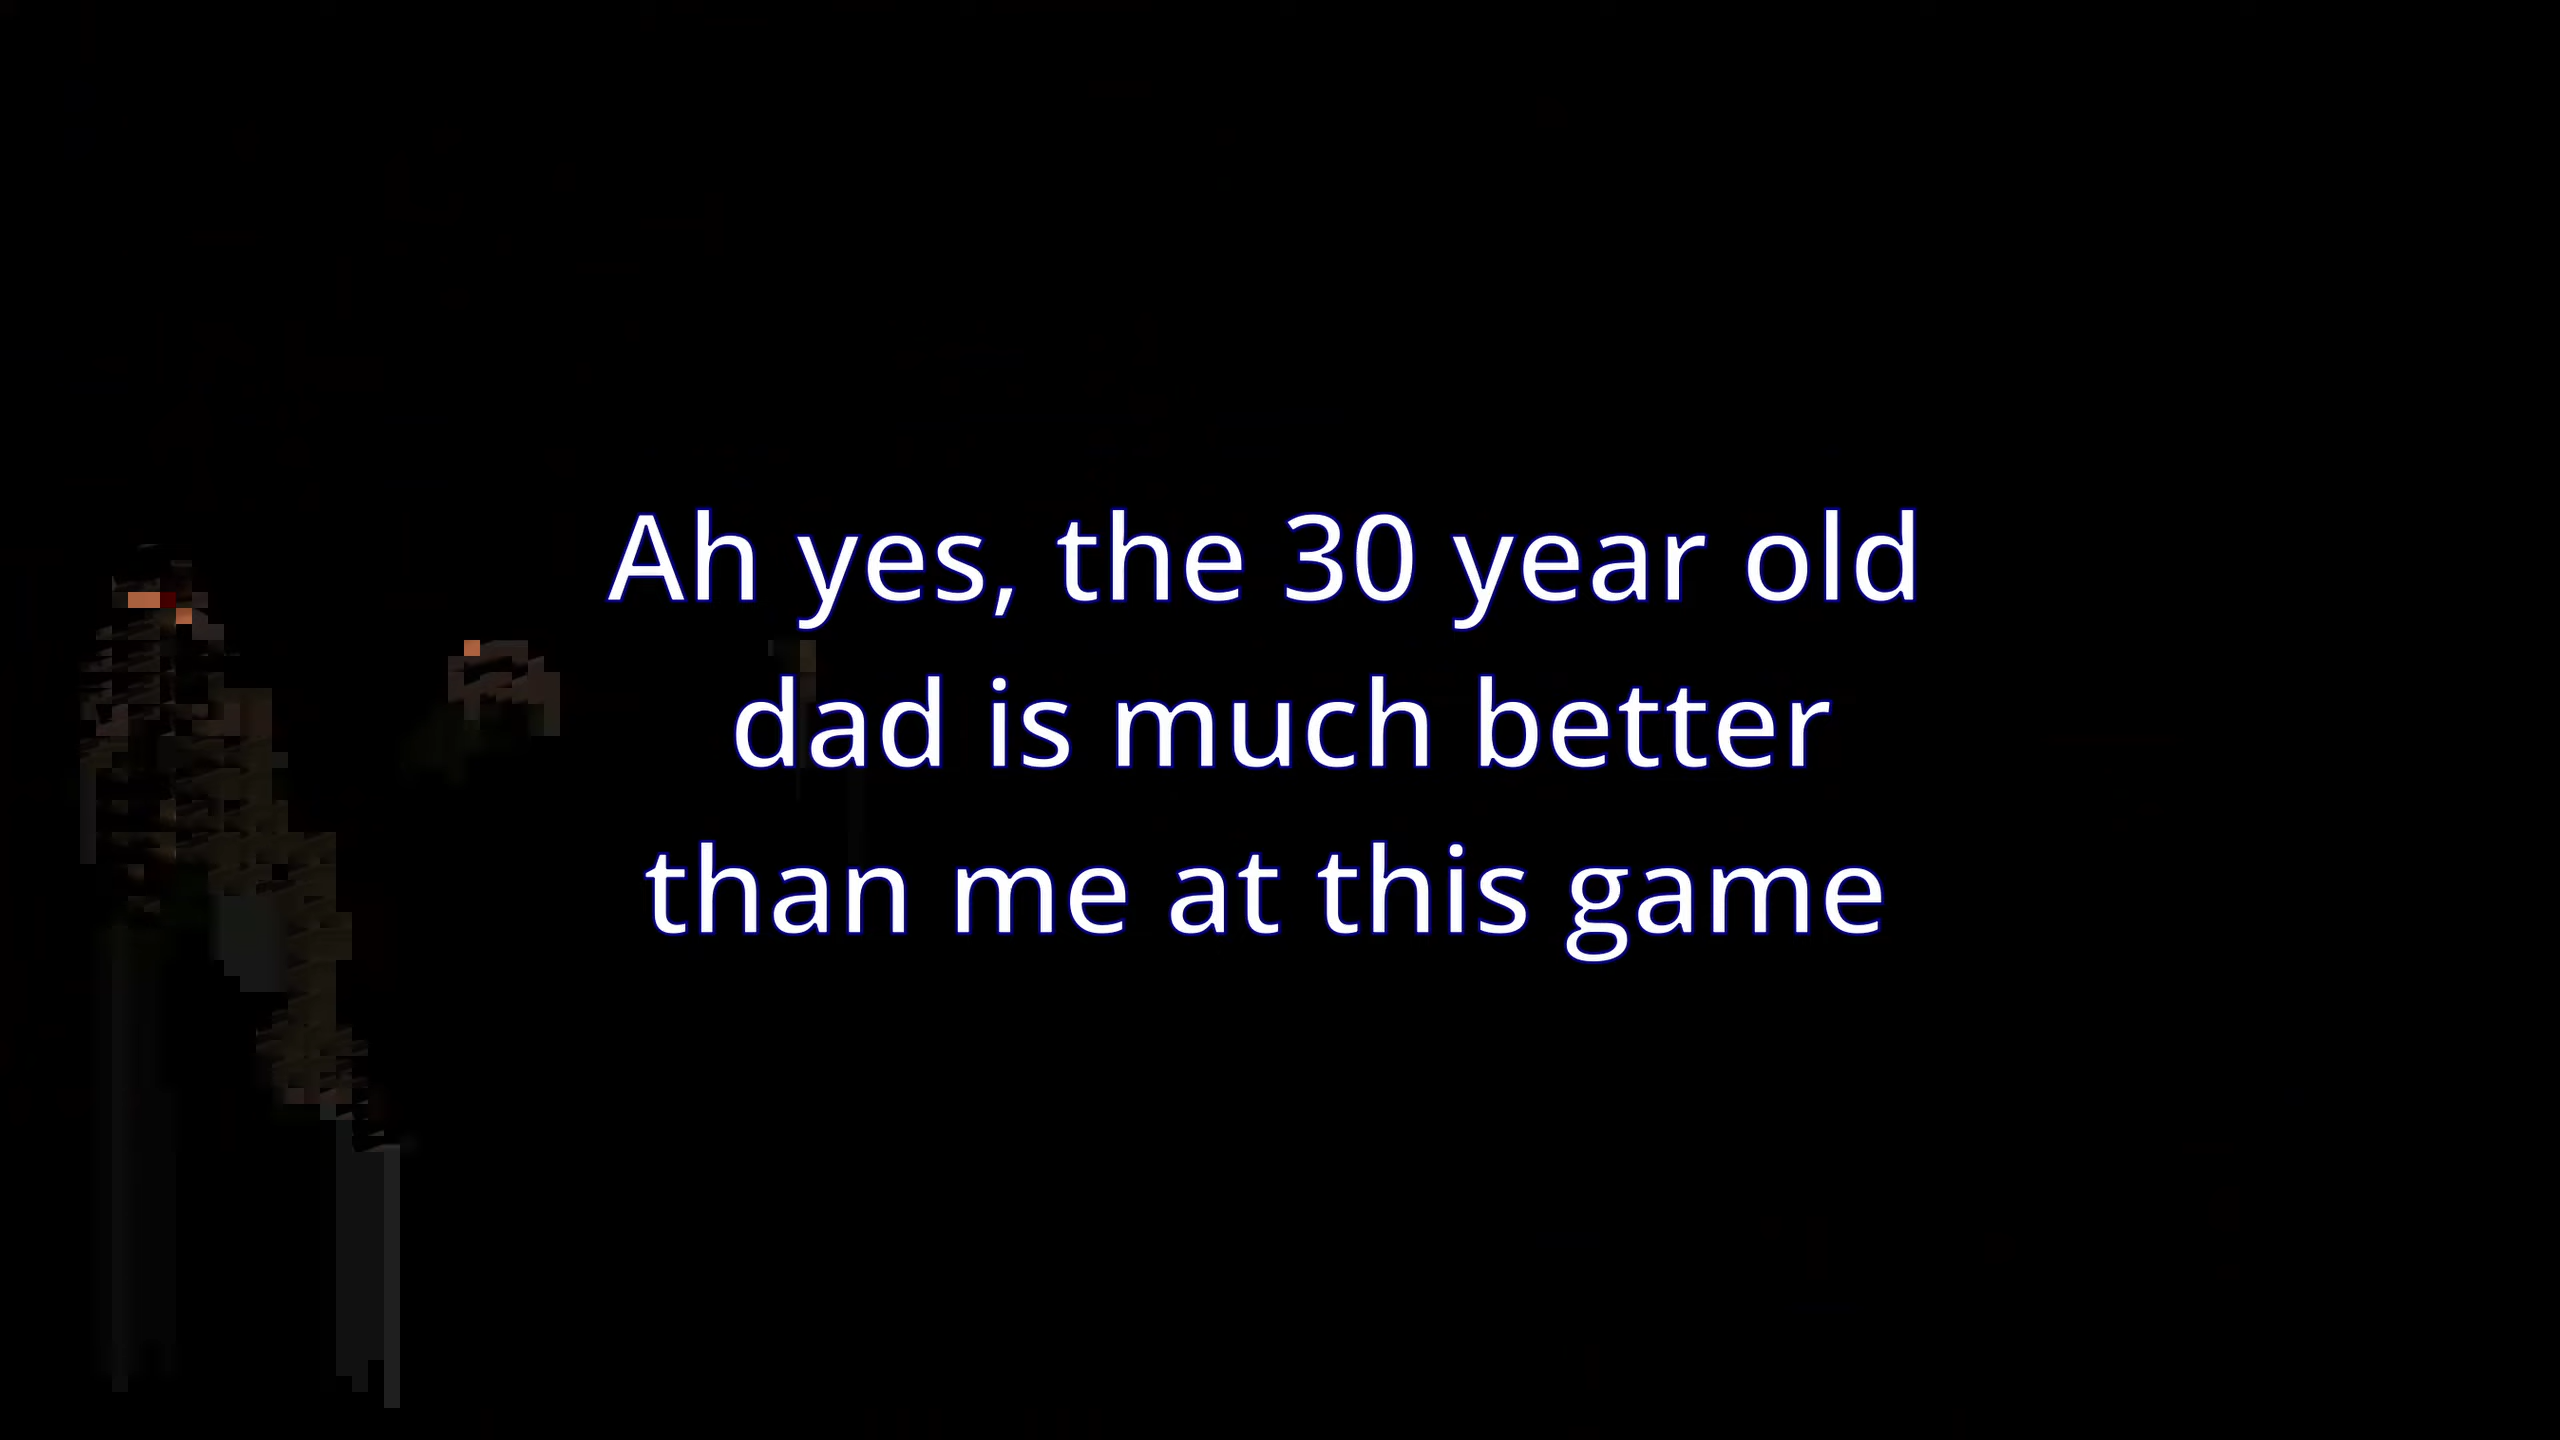 Ah yes, the 30 year old
dad is much better
than me at this game